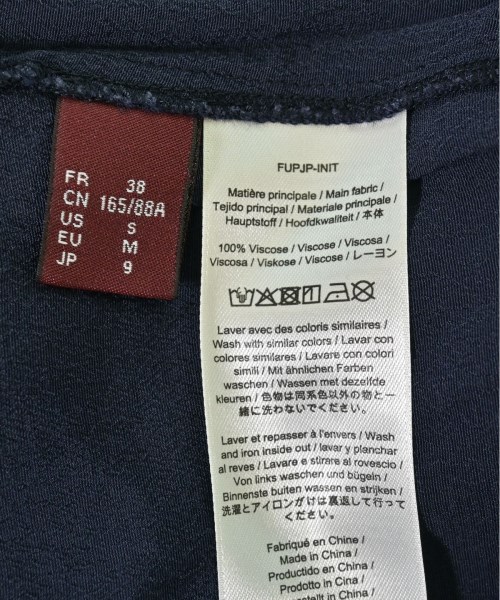 FR 38
CN 165/88A
US S
EU M
JP 9
FUPJP-INIT
Matière principale / Main fabric /
Tejido principal / Materiale principale /
Hauptstoff / Hoofdkwaliteit / 本体
100% Viscose / Viscose / Viscosa /
Viscosa / Viskose / Viscose / レーヨン
Laver avec des coloris similaires /
Wash with similar colors / Lavar con
colores similares / Lavare con colori
simili / Mit ähnlichen Farben
waschen / Wassen met dezelfde
kleuren / 色物は同系色以外の物と一
緒に洗わないでください。
Laver et repasser à l'envers / Wash
and iron inside out / lavar y planchar
al reves / Lavare e stirare al rovescio /
Von links waschen und bügeln /
Binnenste buiten wassen en strijken /
洗濯とアイロンがけは裏返して行って
ください。
Fabriqué en Chine /
Made in China /
Producido en China /
Prodotto in Cina /
in China /